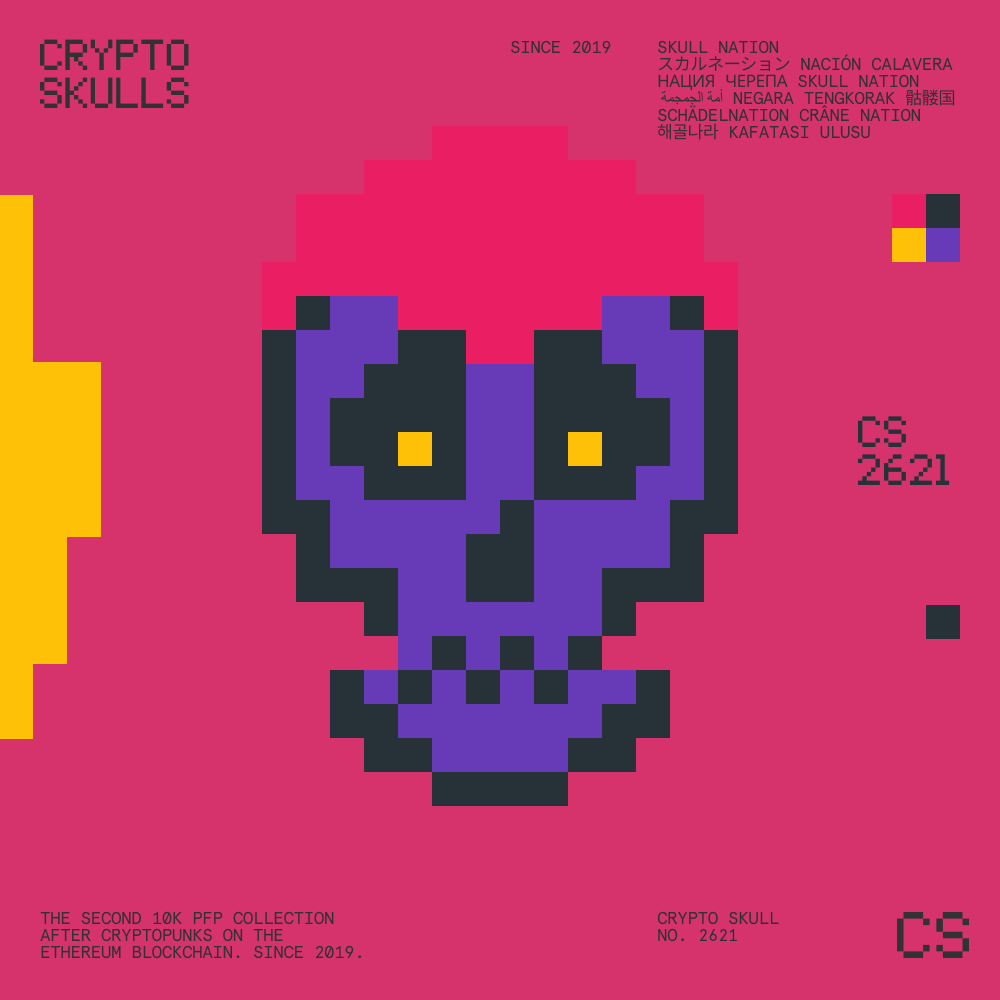 CRYPTO
SKULLS
SINCE 2019
SKULL NATION
スカルネーション NACIÓN CALAVERA
НАЦИЯ ЧЕРЕПА SKULL NATION
أمة الجمجمة NEGARA TENGKORAK 骷髅国
SCHÄDELNATION CRÂNE NATION
해골나라 KAFATASI ULUSU
CS
2621
THE SECOND 10K PFP COLLECTION
AFTER CRYPTOPUNKS ON THE
ETHEREUM BLOCKCHAIN. SINCE 2019.
CRYPTO SKULL
NO. 2621
CS